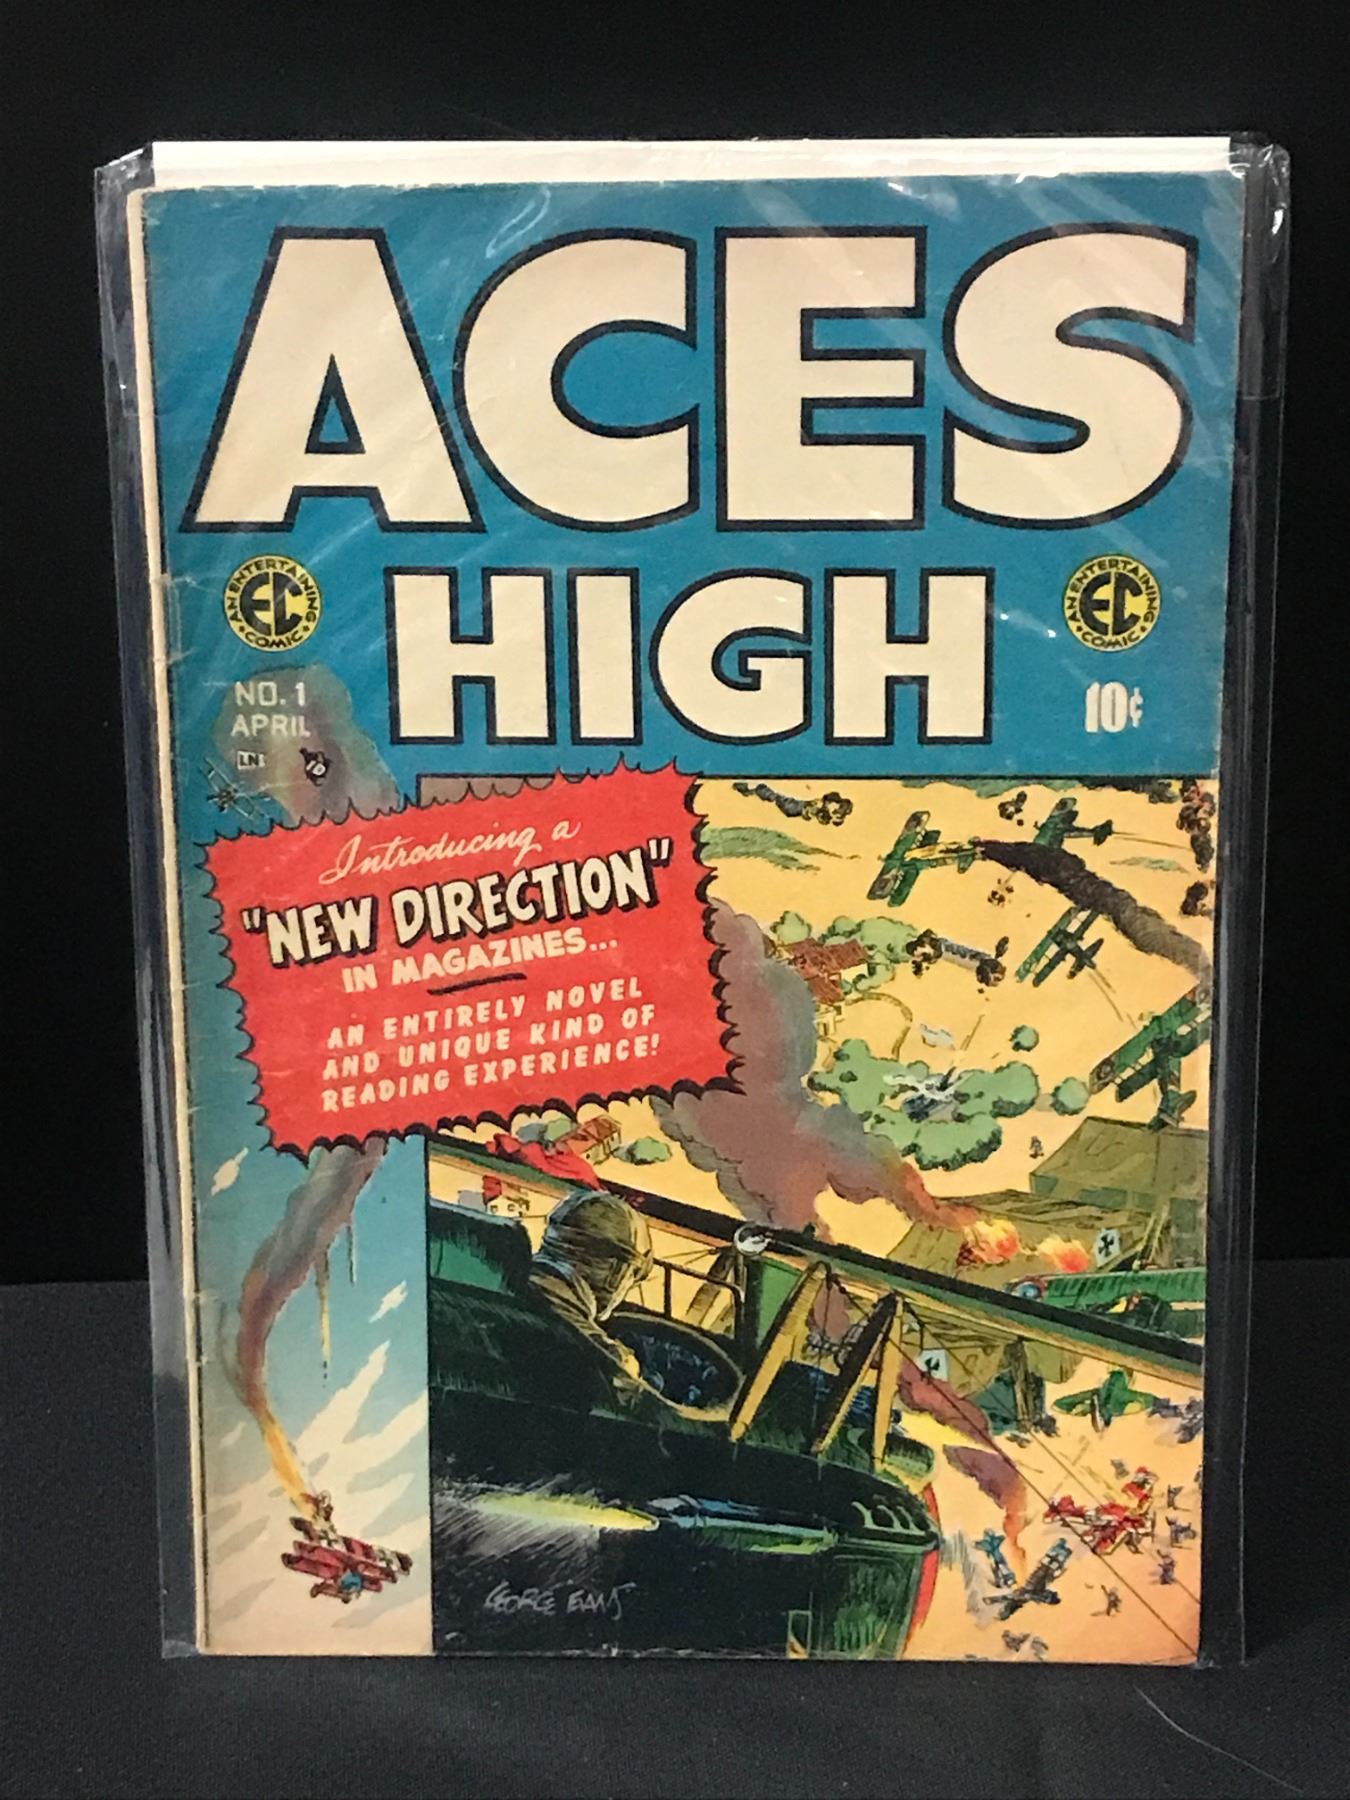 ACES
HIGH
AN ENTERTAINING
EC
COMIC
AN ENTERTAINING
EC
COMIC
NO. 1
APRIL
10¢
Introducing a
"NEW DIRECTION"
IN MAGAZINES...
AN ENTIRELY NOVEL
AND UNIQUE KIND OF
READING EXPERIENCE!
GEORGE EVANS